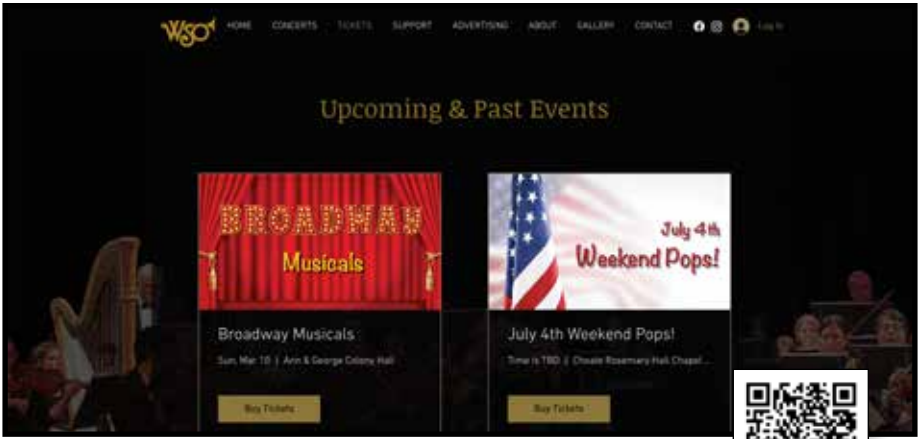 WSO
HOME CONCERTS TICKETS SUPPORT ADVERTISING ABOUT GALLERY CONTACT Log In
Upcoming & Past Events
BROADWAY
Musicals
July 4th
Weekend Pops!
Broadway Musicals
Sun, Mar 10 | Ann & George Colony Hall
Buy Tickets
July 4th Weekend Pops!
Time is TBD | Choate Rosemary Hall Chapel...
Buy Tickets